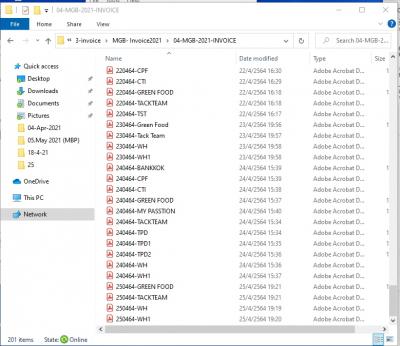 04-MGB-2021-INVOICE
3-invoice > MGB- Invoice2021 > 04-MGB-2021-INVOICE
Search 04-MGB-2...
Name Date modified Type Size
Quick access
Desktop
Downloads
Documents
Pictures
04-Apr-2021
05.May 2021 (MBP)
18-4-21
25
OneDrive
This PC
Network
220464-CPF 22/4/2564 16:30 Adobe Acrobat D...
220464-CTI 22/4/2564 16:29 Adobe Acrobat D...
220464-GREEN FOOD 22/4/2564 16:18 Adobe Acrobat D...
220464-TACKTEAM 22/4/2564 16:18 Adobe Acrobat D...
220464-TST 22/4/2564 16:17 Adobe Acrobat D...
230464-Green Food 23/4/2564 19:56 Adobe Acrobat D...
230464-Tack Team 23/4/2564 19:57 Adobe Acrobat D...
230464-WH 23/4/2564 19:58 Adobe Acrobat D...
230464-WH1 23/4/2564 19:58 Adobe Acrobat D...
240464-BANKKOK 24/4/2564 15:39 Adobe Acrobat D...
240464-CPF 24/4/2564 15:39 Adobe Acrobat D...
240464-CTI 24/4/2564 15:38 Adobe Acrobat D...
240464-GREEN FOOD 24/4/2564 15:37 Adobe Acrobat D...
240464-MY PASSTION 24/4/2564 15:40 Adobe Acrobat D...
240464-TACKTEAM 24/4/2564 15:34 Adobe Acrobat D...
240464-TPD 24/4/2564 15:34 Adobe Acrobat D...
240464-TPD1 24/4/2564 15:35 Adobe Acrobat D...
240464-TPD2 24/4/2564 15:36 Adobe Acrobat D...
240464-WH 24/4/2564 15:36 Adobe Acrobat D...
240464-WH1 24/4/2564 15:37 Adobe Acrobat D...
250464-GREEN FOOD 25/4/2564 19:21 Adobe Acrobat D...
250464-TACKTEAM 25/4/2564 19:21 Adobe Acrobat D...
250464-WH 25/4/2564 19:19 Adobe Acrobat D...
250464-WH1 25/4/2564 19:20 Adobe Acrobat D...
201 items State: Online